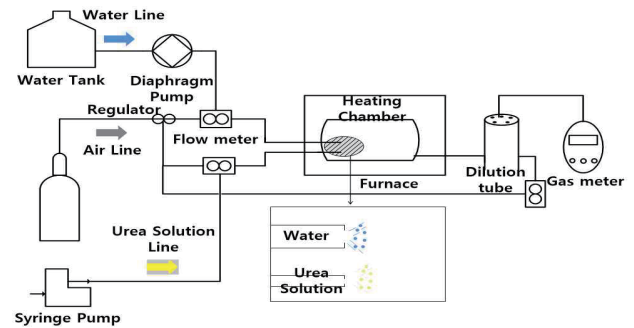 Water Line
Water Tank
Diaphragm
Pump
Regulator
Air Line
Flow meter
Heating
Chamber
Furnace
Dilution
tube
Gas meter
Urea Solution
Line
Syringe Pump
Water
Urea
Solution